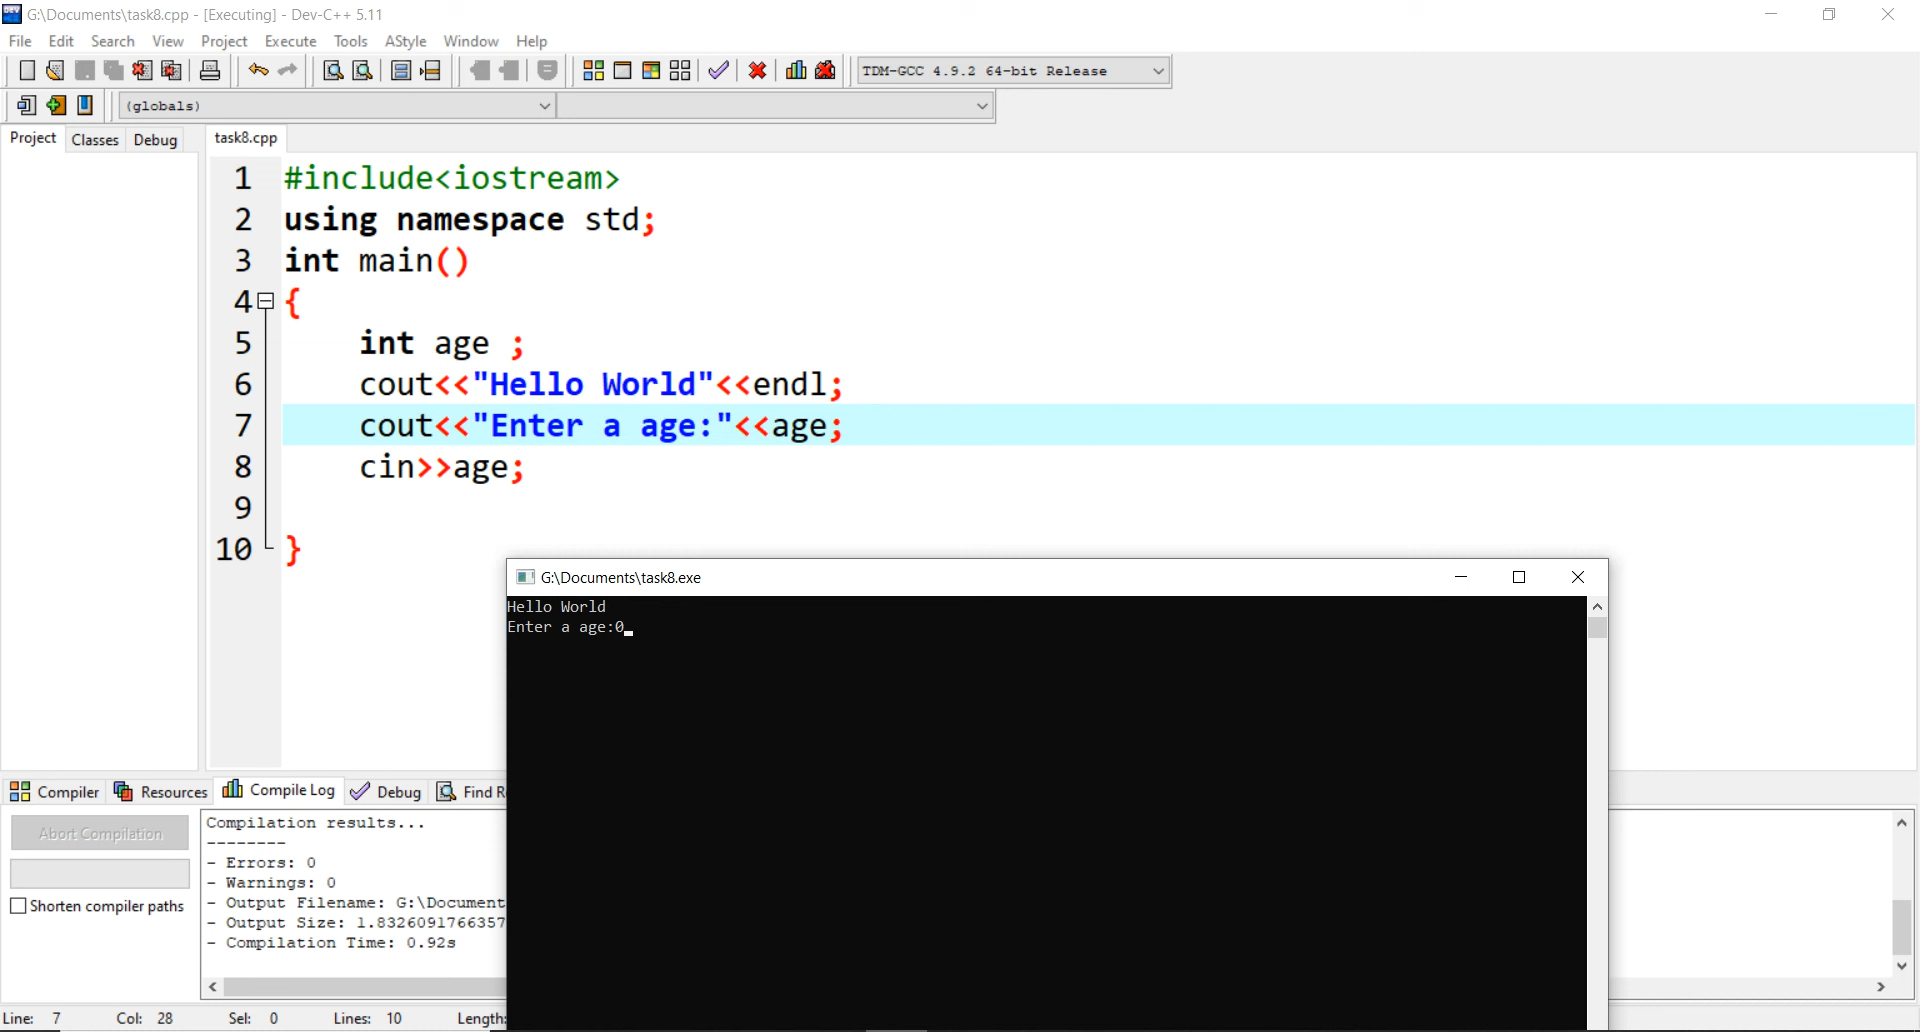 G:\Documents\task8.cpp - [Executing] - Dev-C++ 5.11
File Edit Search View Project Execute Tools AStyle Window Help
TDM-GCC 4.9.2 64-bit Release
(globals)
Project Classes Debug task8.cpp
1 #include<iostream>
2 using namespace std;
3 int main()
4 {
5 int age ;
6 cout<<"Hello World"<<endl;
7 cout<<"Enter a age:"<<age;
8 cin>>age;
9
10 }
G:\Documents\task8.exe
Hello World
Enter a age:0_
Compiler Resources Compile Log Debug Find
Abort Compilation
Shorten compiler paths
Compilation results...
--------
- Errors: 0
- Warnings: 0
- Output Filename: G:\Document
- Output Size: 1.8326091766357
- Compilation Time: 0.92s
Line: 7 Col: 28 Sel: 0 Lines: 10 Length: